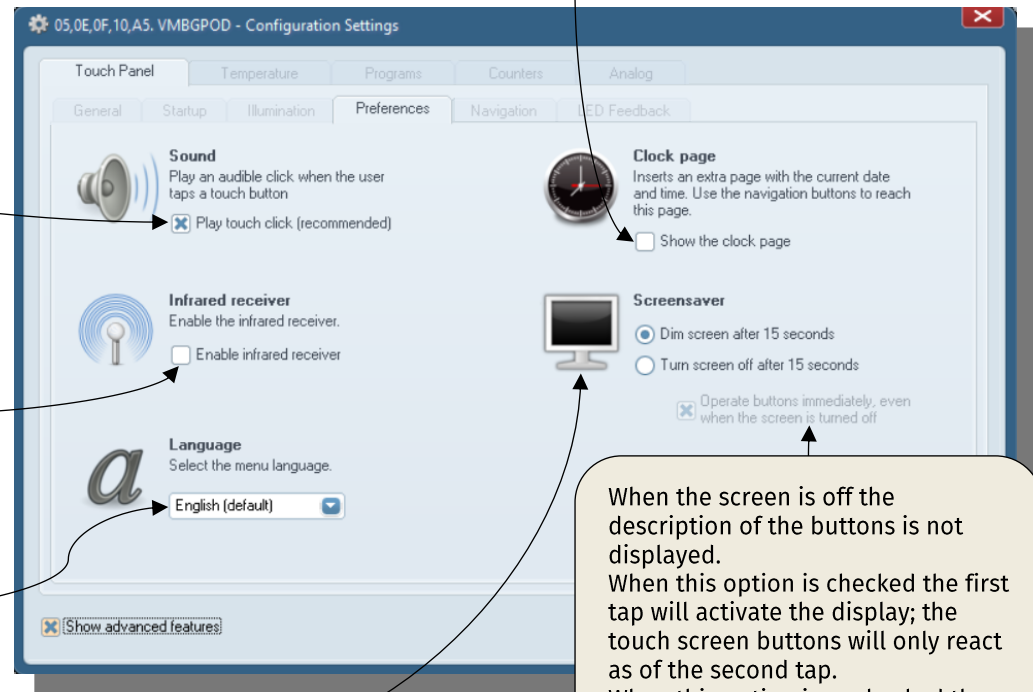 05,0E,0F,10,A5. VMBGPOD - Configuration Settings
Touch Panel Temperature Programs Counters Analog
General Startup Illumination Preferences Navigation LED Feedback
Sound
Play an audible click when the user
taps a touch button
Play touch click (recommended)
Clock page
Inserts an extra page with the current date
and time. Use the navigation buttons to reach
this page.
Show the clock page
Infrared receiver
Enable the infrared receiver.
Enable infrared receiver
Screensaver
Dim screen after 15 seconds
Turn screen off after 15 seconds
Operate buttons immediately, even
when the screen is turned off
Language
Select the menu language.
English (default)
Show advanced features
When the screen is off the
description of the buttons is not
displayed.
When this option is checked the first
tap will activate the display; the
touch screen buttons will only react
as of the second tap.